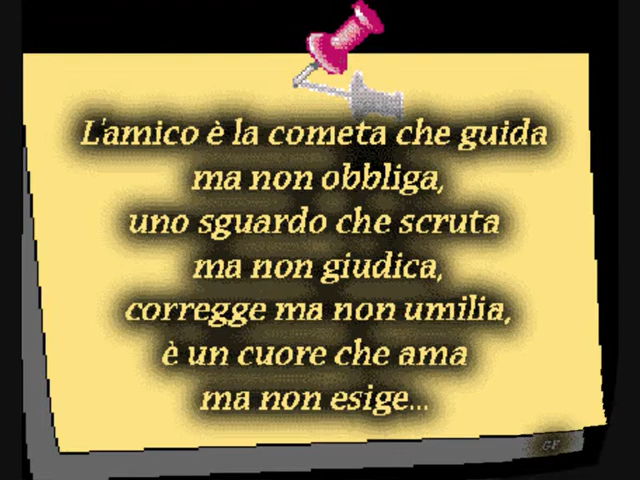 L'amico è la cometa che guida
ma non obbliga,
uno sguardo che scruta
ma non giudica,
corregge ma non umilia,
è un cuore che ama
ma non esige...
GF